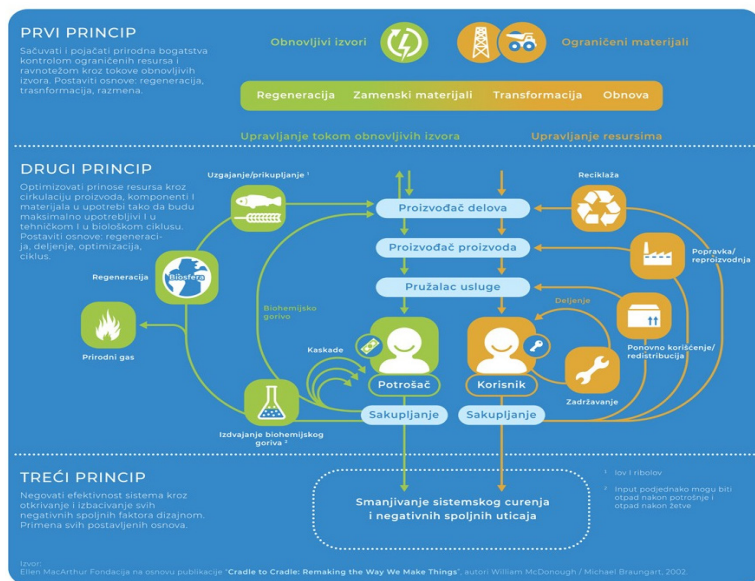 PRVI PRINCIP
Sačuvati i pojačati prirodna bogatstva
kontrolom ograničenih resursa i
ravnotežom kroz tokove obnovljivih
izvora. Postaviti osnove: regeneracija,
trasnformacija, razmena.
Obnovljivi izvori
Ograničeni materijali
Regeneracija Zamenski materijali Transformacija Obnova
Upravljanje tokom obnovljivih izvora
Upravljanje resursima
DRUGI PRINCIP
Optimizovati prinose resursa kroz
cirkulaciju proizvoda, komponenti I
materijala u upotrebi tako da budu
maksimalno upotrebljivi I u
tehničkom I u biološkom ciklusu.
Postaviti osnove: regeneraci-
ja, deljenje, optimizacija,
ciklus.
Uzgajanje/prikupljanje ¹
Regeneracija
Biosfera
Prirodni gas
Biohemijsko
gorivo
Kaskade
Izdvajanje biohemijskog
goriva ²
Proizvođač delova
Proizvođač proizvoda
Pružalac usluge
Potrošač
Korisnik
Sakupljanje
Sakupljanje
Reciklaža
Popravka/
reproizvodnja
Deljenje
Ponovno korišćenje/
redistribucija
Zadržavanje
TREĆI PRINCIP
Negovati efektivnost sistema kroz
otkrivanje i izbacivanje svih
negativnih spoljnih faktora dizajnom.
Primena svih postavljenih osnova.
Smanjivanje sistemskog curenja
i negativnih spoljnih uticaja
¹ lov I ribolov
² Input podjednako mogu biti
otpad nakon potrošnje i
otpad nakon žetve
Izvor:
Ellen MacArthur Fondacija na osnovu publikacije "Cradle to Cradle: Remaking the Way We Make Things", autori William McDonough / Michael Braungart, 2002.